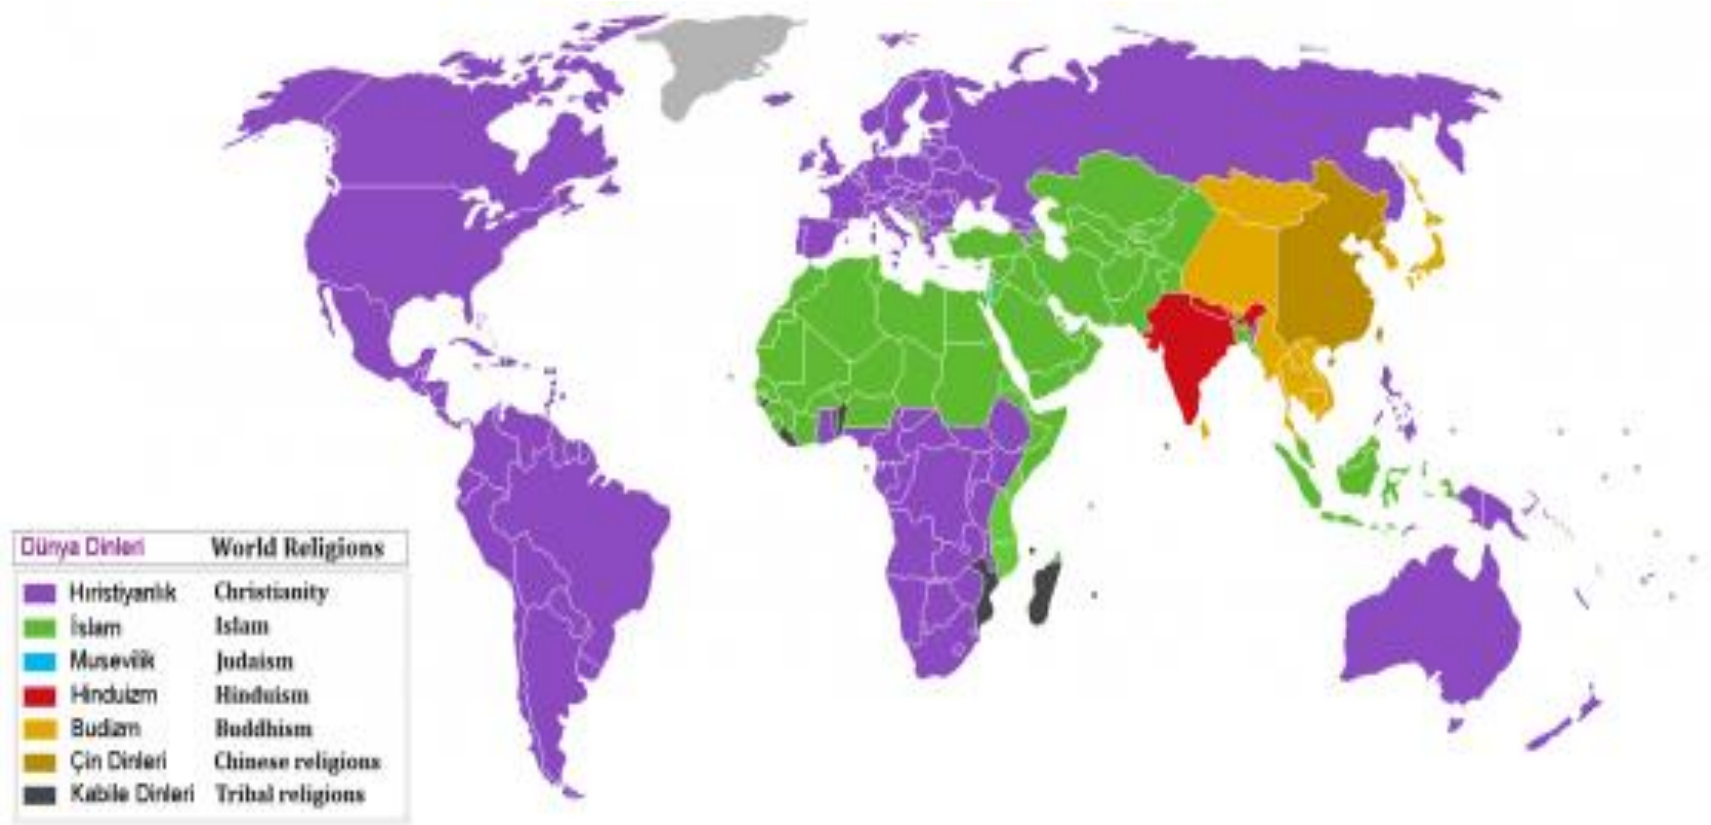 Dünya Dinleri World Religions
Hıristiyanlık Christianity
İslam Islam
Musevilik Judaism
Hinduizm Hinduism
Budizm Buddhism
Çin Dinleri Chinese religions
Kabile Dinleri Tribal religions